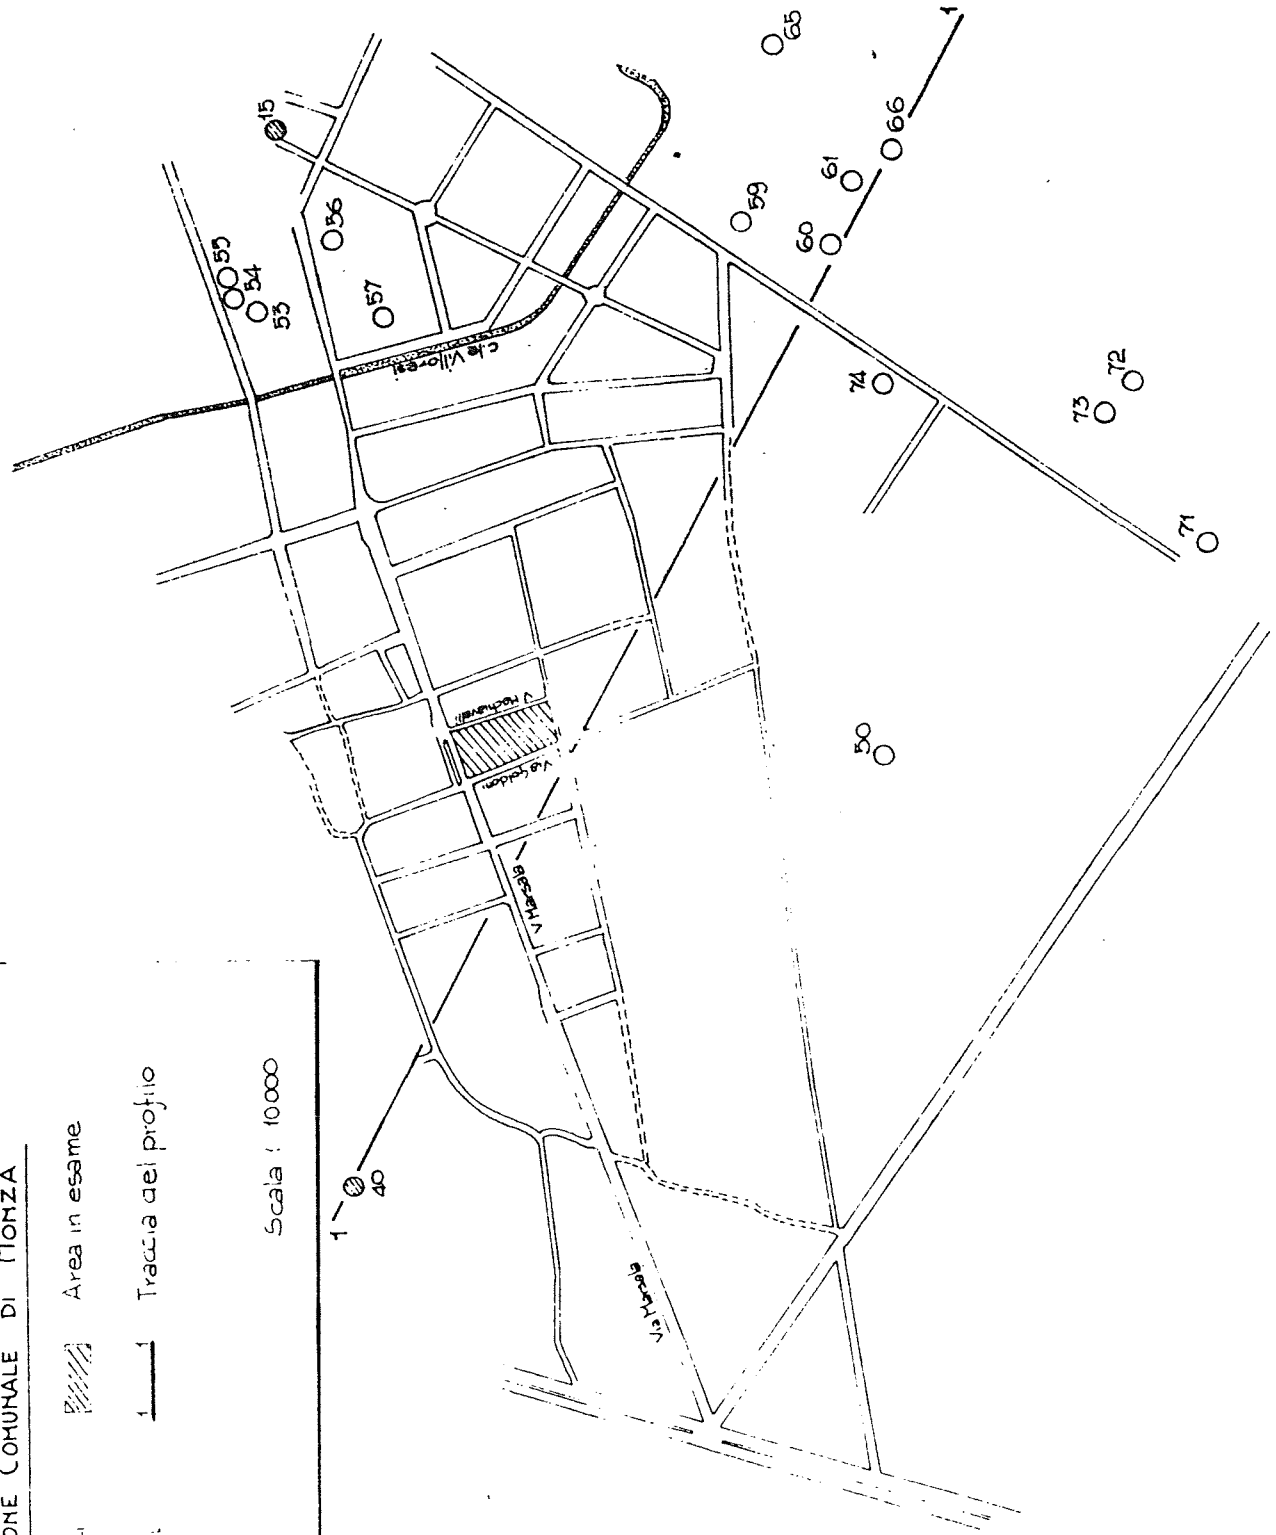 ONE COMUNALE DI MONZA
Area in esame
1 1 Traccia del profilo
Scala 1:10000
1
40
15
55
54
53
56
57
65
66
61
60
59
74
73
72
71
50
1
C.le Villoresi
V Machiavelli
Via Goldoni
V Marsala
Via Marsala